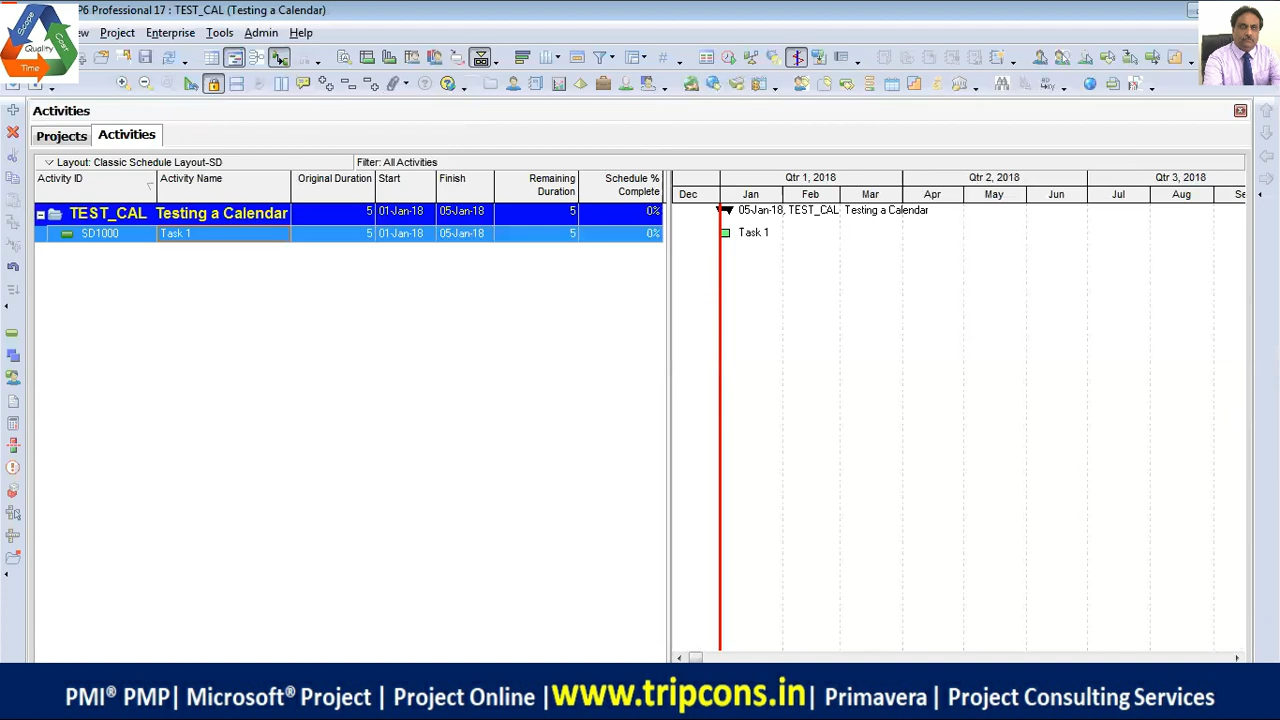 P6 Professional 17 : TEST_CAL (Testing a Calendar)
Scope
Quality
Cost
Time
Project Enterprise Tools Admin Help
Activities
Projects Activities
Layout: Classic Schedule Layout-SD Filter: All Activities
Activity ID Activity Name Original Duration Start Finish Remaining Duration Schedule % Complete
Qtr 1, 2018 Qtr 2, 2018 Qtr 3, 2018
Dec Jan Feb Mar Apr May Jun Jul Aug Se
TEST_CAL Testing a Calendar 5 01-Jan-18 05-Jan-18 5 0%
05-Jan-18, TEST_CAL Testing a Calendar
SD1000 Task 1 5 01-Jan-18 05-Jan-18 5 0%
Task 1
PMI® PMP| Microsoft® Project | Project Online |www.tripcons.in| Primavera | Project Consulting Services